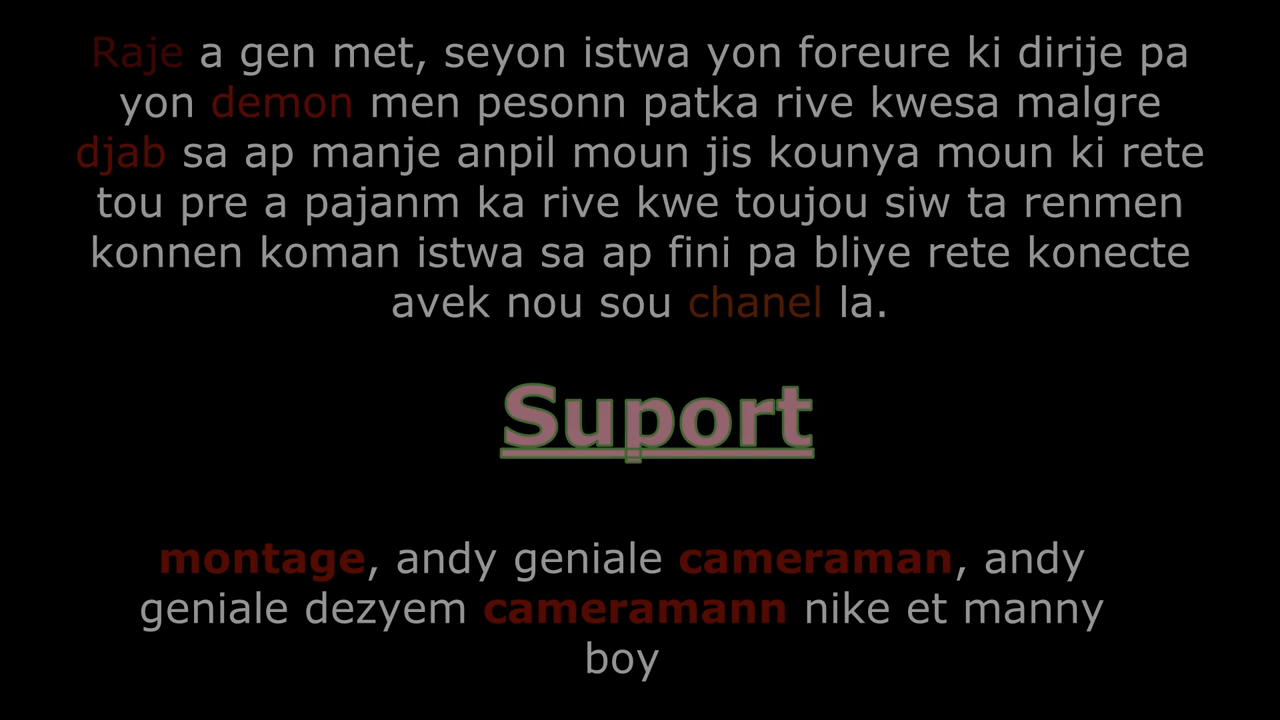 Raje a gen met, seyon istwa yon foreure ki dirije pa
yon demon men pesonn patka rive kwesa malgre
djab sa ap manje anpil moun jis kounya moun ki rete
tou pre a pajanm ka rive kwe toujou siw ta renmen
konnen koman istwa sa ap fini pa bliye rete konecte
avek nou sou chanel la.
Suport
montage, andy geniale cameraman, andy
geniale dezyem cameramann nike et manny
boy